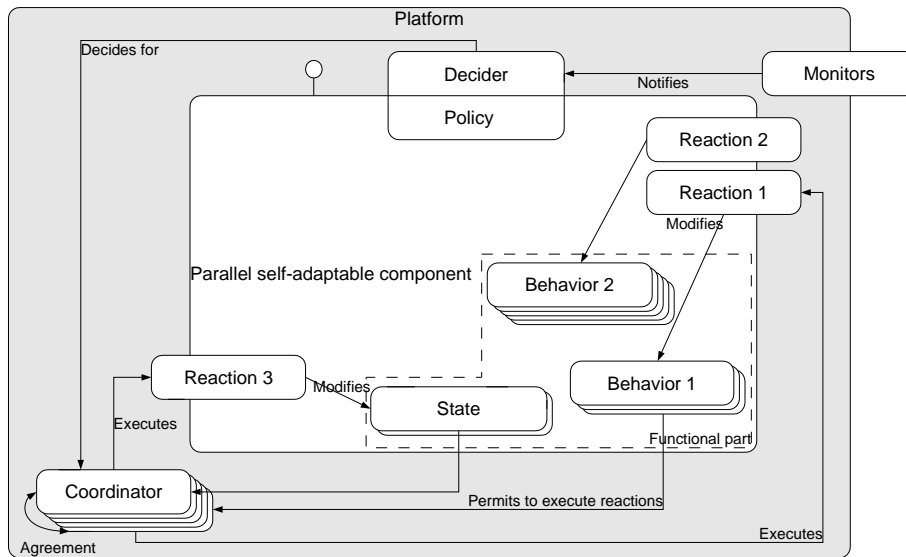 Platform
Decides for
Decider
Monitors
Notifies
Policy
Reaction 2
Reaction 1
Modifies
Parallel self-adaptable component
Behavior 2
Reaction 3
Modifies
Behavior 1
State
Executes
Functional part
Coordinator
Permits to execute reactions
Executes
Agreement